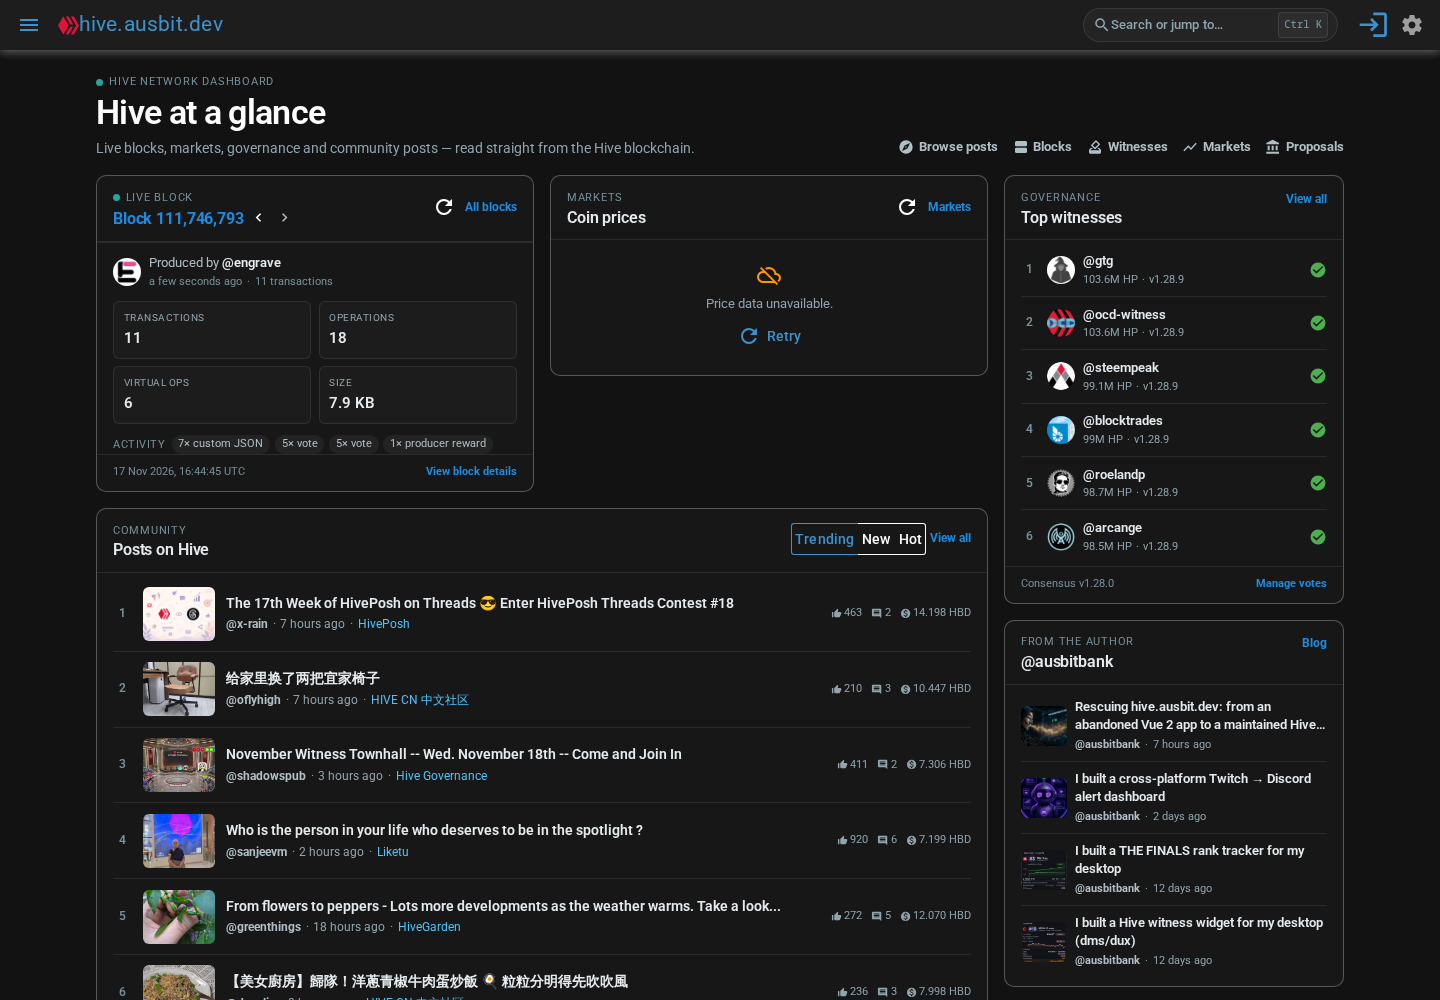 hive.ausbit.dev
Search or jump to...
Ctrl K
HIVE NETWORK DASHBOARD
Hive at a glance
Live blocks, markets, governance and community posts — read straight from the Hive blockchain.
Browse posts
Blocks
Witnesses
Markets
Proposals
LIVE BLOCK
Block 111,746,793
All blocks
Produced by @engrave
a few seconds ago · 11 transactions
TRANSACTIONS
11
OPERATIONS
18
VIRTUAL OPS
6
SIZE
7.9 KB
ACTIVITY 7× custom JSON 5× vote 5× vote 1× producer reward
17 Nov 2026, 16:44:45 UTC
View block details
MARKETS
Coin prices
Markets
Price data unavailable.
Retry
GOVERNANCE
Top witnesses
View all
1 @gtg
103.6M HP · v1.28.9
2 @ocd-witness
103.6M HP · v1.28.9
3 @steempeak
99.1M HP · v1.28.9
4 @blocktrades
99M HP · v1.28.9
5 @roelandp
98.7M HP · v1.28.9
6 @arcange
98.5M HP · v1.28.9
Consensus v1.28.0
Manage votes
COMMUNITY
Posts on Hive
Trending New Hot
View all
1 The 17th Week of HivePosh on Threads 😎 Enter HivePosh Threads Contest #18
@x-rain · 7 hours ago · HivePosh
463 2 14.198 HBD
2 给家里换了两把宜家椅子
@oflyhigh · 7 hours ago · HIVE CN 中文社区
210 3 10.447 HBD
3 November Witness Townhall -- Wed. November 18th -- Come and Join In
@shadowspub · 3 hours ago · Hive Governance
411 2 7.306 HBD
4 Who is the person in your life who deserves to be in the spotlight ?
@sanjeevm · 2 hours ago · Liketu
920 6 7.199 HBD
5 From flowers to peppers - Lots more developments as the weather warms. Take a look...
@greenthings · 18 hours ago · HiveGarden
272 5 12.070 HBD
6 【美女廚房】歸隊！洋蔥青椒牛肉蛋炒飯 🍳 粒粒分明得先吹吹風
236 3 7.998 HBD
FROM THE AUTHOR
@ausbitbank
Blog
Rescuing hive.ausbit.dev: from an
abandoned Vue 2 app to a maintained Hive...
@ausbitbank · 7 hours ago
I built a cross-platform Twitch → Discord
alert dashboard
@ausbitbank · 2 days ago
I built a THE FINALS rank tracker for my
desktop
@ausbitbank · 12 days ago
I built a Hive witness widget for my desktop
(dms/dux)
@ausbitbank · 12 days ago